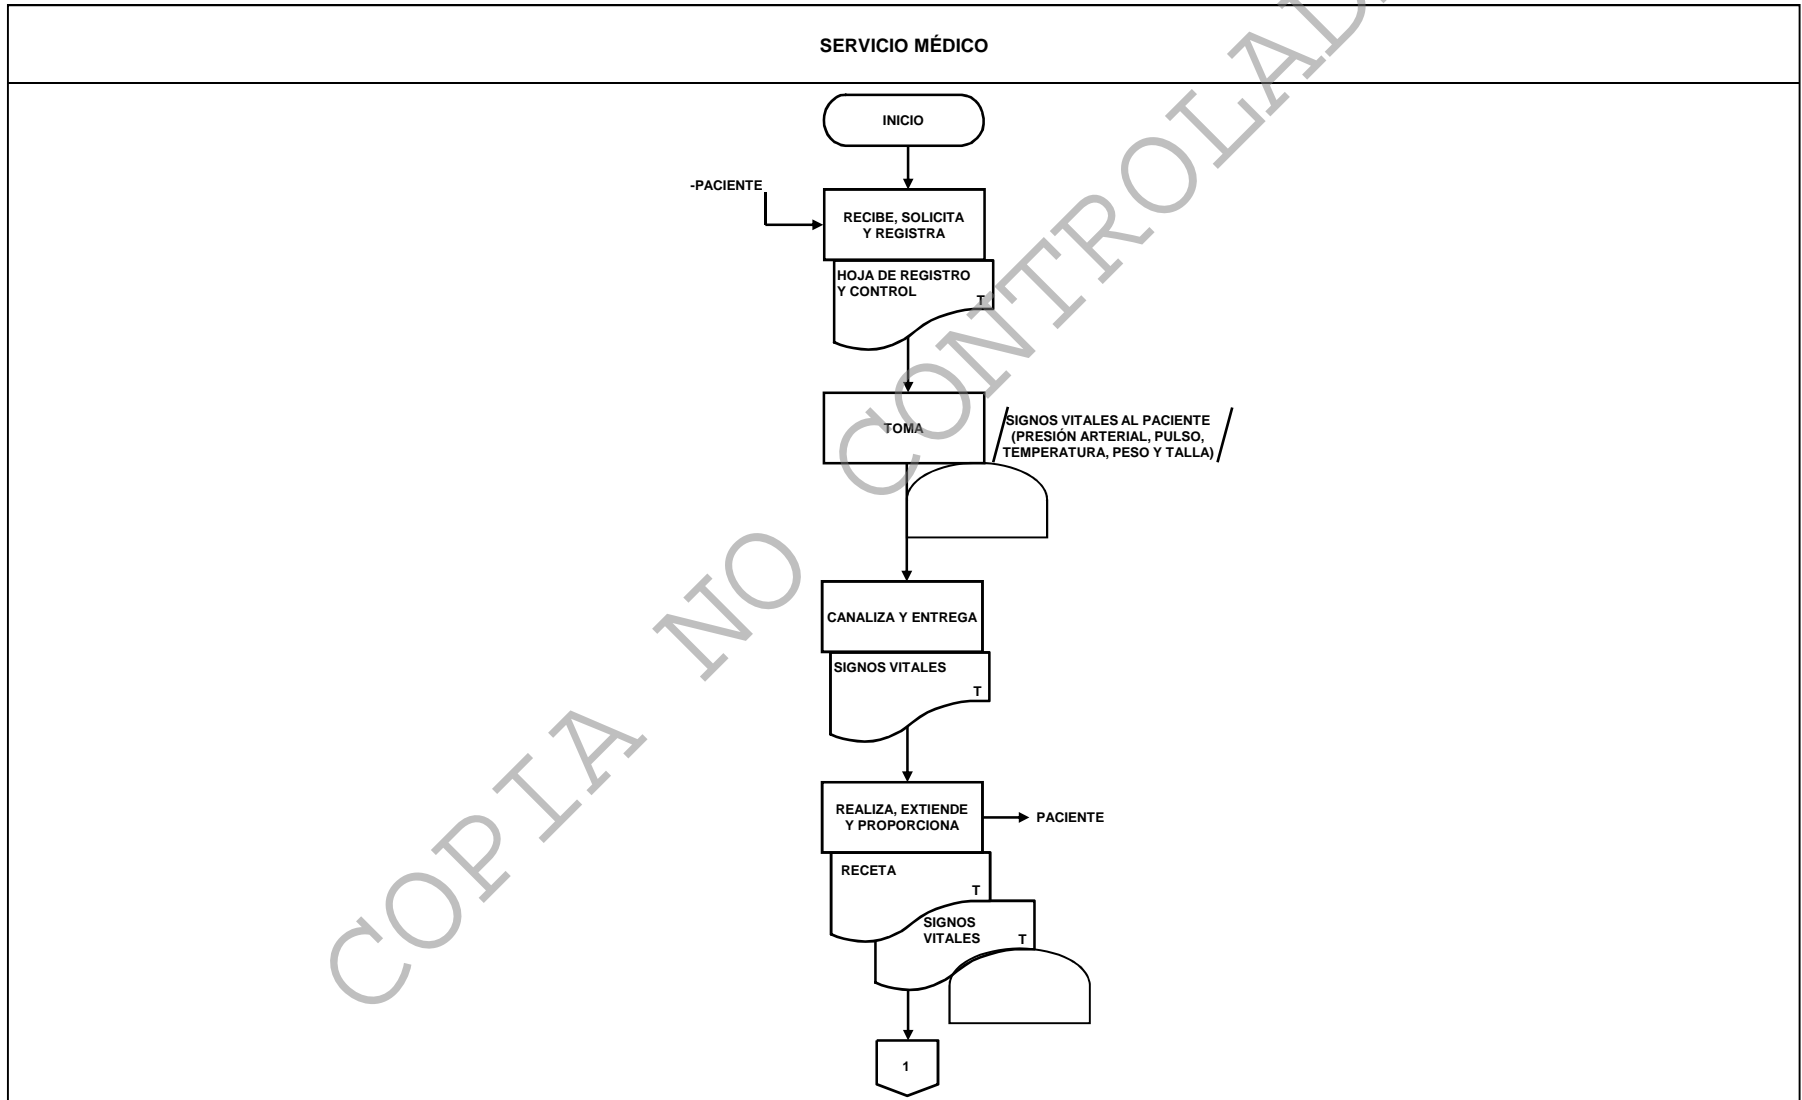 SERVICIO MÉDICO
INICIO
-PACIENTE
RECIBE, SOLICITA
Y REGISTRA
HOJA DE REGISTRO
Y CONTROL
T
TOMA
SIGNOS VITALES AL PACIENTE
(PRESIÓN ARTERIAL, PULSO,
TEMPERATURA, PESO Y TALLA)
CANALIZA Y ENTREGA
SIGNOS VITALES
T
REALIZA, EXTIENDE
Y PROPORCIONA
PACIENTE
RECETA
T
SIGNOS
VITALES
T
1
COPIA NO CONTROLAD